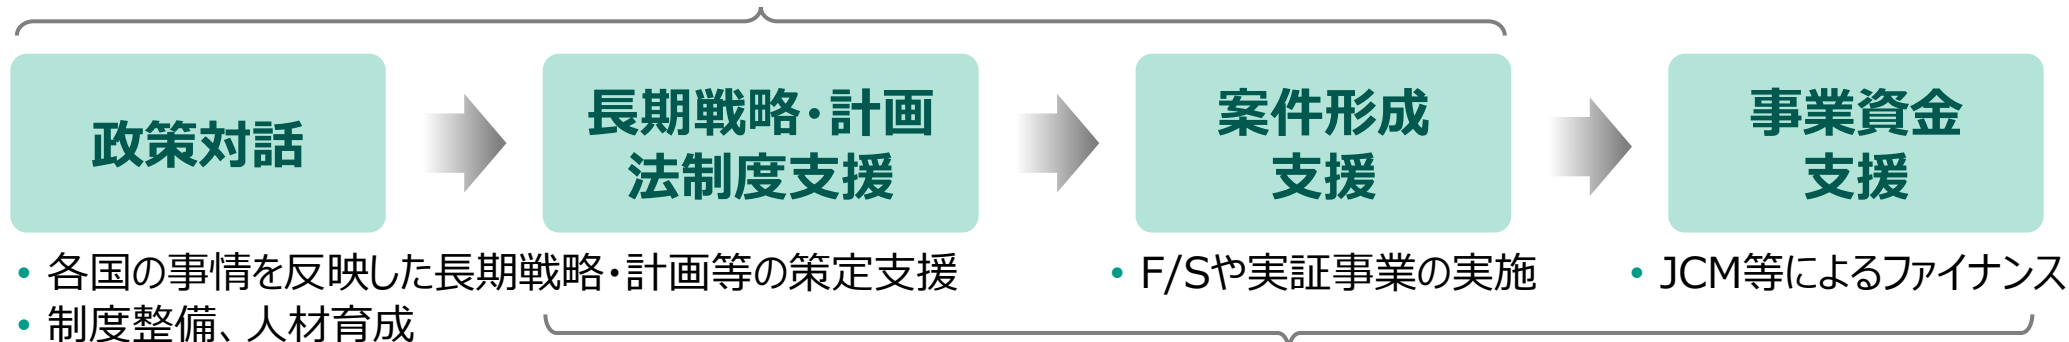 政策対話
長期戦略・計画
法制度支援
案件形成
支援
事業資金
支援
• 各国の事情を反映した長期戦略・計画等の策定支援
• 制度整備、人材育成
• F/Sや実証事業の実施
• JCM等によるファイナンス